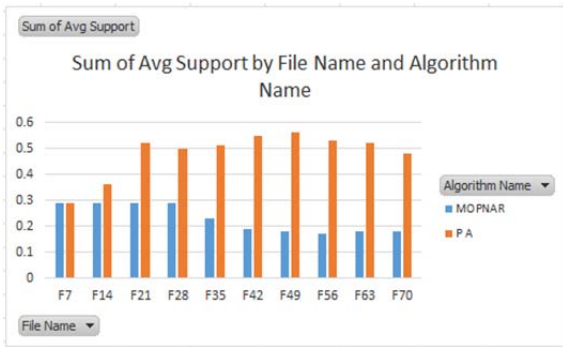 Sum of Avg Support
Sum of Avg Support by File Name and Algorithm
Name
0.6
0.5
0.4
0.3
0.2
0.1
0
F7 F14 F21 F28 F35 F42 F49 F56 F63 F70
Algorithm Name
MOPNAR
P A
File Name